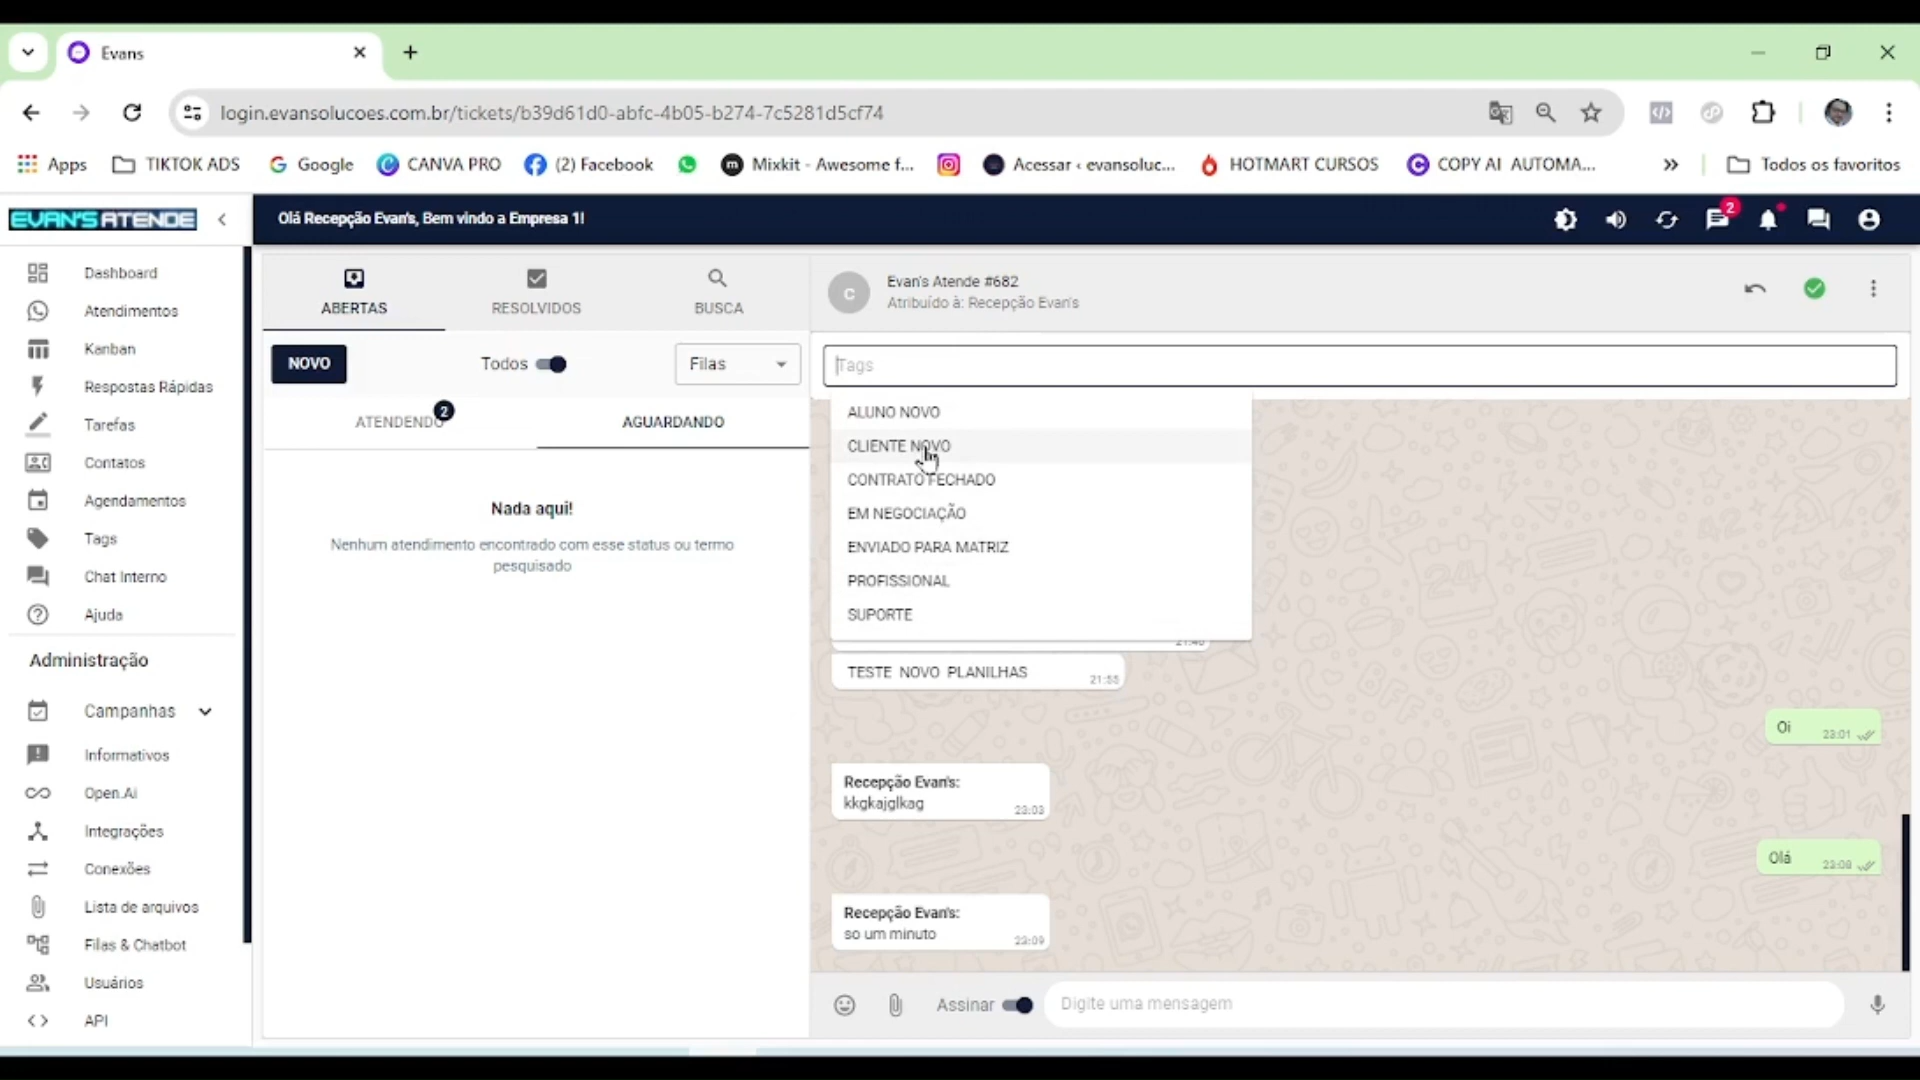 Evans
login.evansolucoes.com.br/tickets/b39d61d0-abfc-4b05-b274-7c5281d5cf74
Apps
TIKTOK ADS
Google
CANVA PRO
(2) Facebook
Mixkit - Awesome f...
Acessar ‹ evansoluc...
HOTMART CURSOS
COPY AI AUTOMA...
Todos os favoritos
EVAN'S ATENDE
Olá Recepção Evan's, Bem vindo a Empresa 1!
2
Dashboard
Atendimentos
Kanban
Respostas Rápidas
Tarefas
Contatos
Agendamentos
Tags
Chat Interno
Ajuda
Administração
Campanhas
Informativos
Open.Ai
Integrações
Conexões
Lista de arquivos
Filas & Chatbot
Usuários
API
ABERTAS
RESOLVIDOS
BUSCA
NOVO
Todos
Filas
ATENDENDO
2
AGUARDANDO
Nada aqui!
Nenhum atendimento encontrado com esse status ou termo
pesquisado
C
Evan's Atende #682
Atribuído à: Recepção Evan's
Tags
ALUNO NOVO
CLIENTE NOVO
CONTRATO FECHADO
EM NEGOCIAÇÃO
ENVIADO PARA MATRIZ
PROFISSIONAL
SUPORTE
TESTE NOVO PLANILHAS
21:55
Oi
23:01
Recepção Evan's:
kkgkajglkag
23:03
Olá
23:08
Recepção Evan's:
so um minuto
23:09
Assinar
Digite uma mensagem